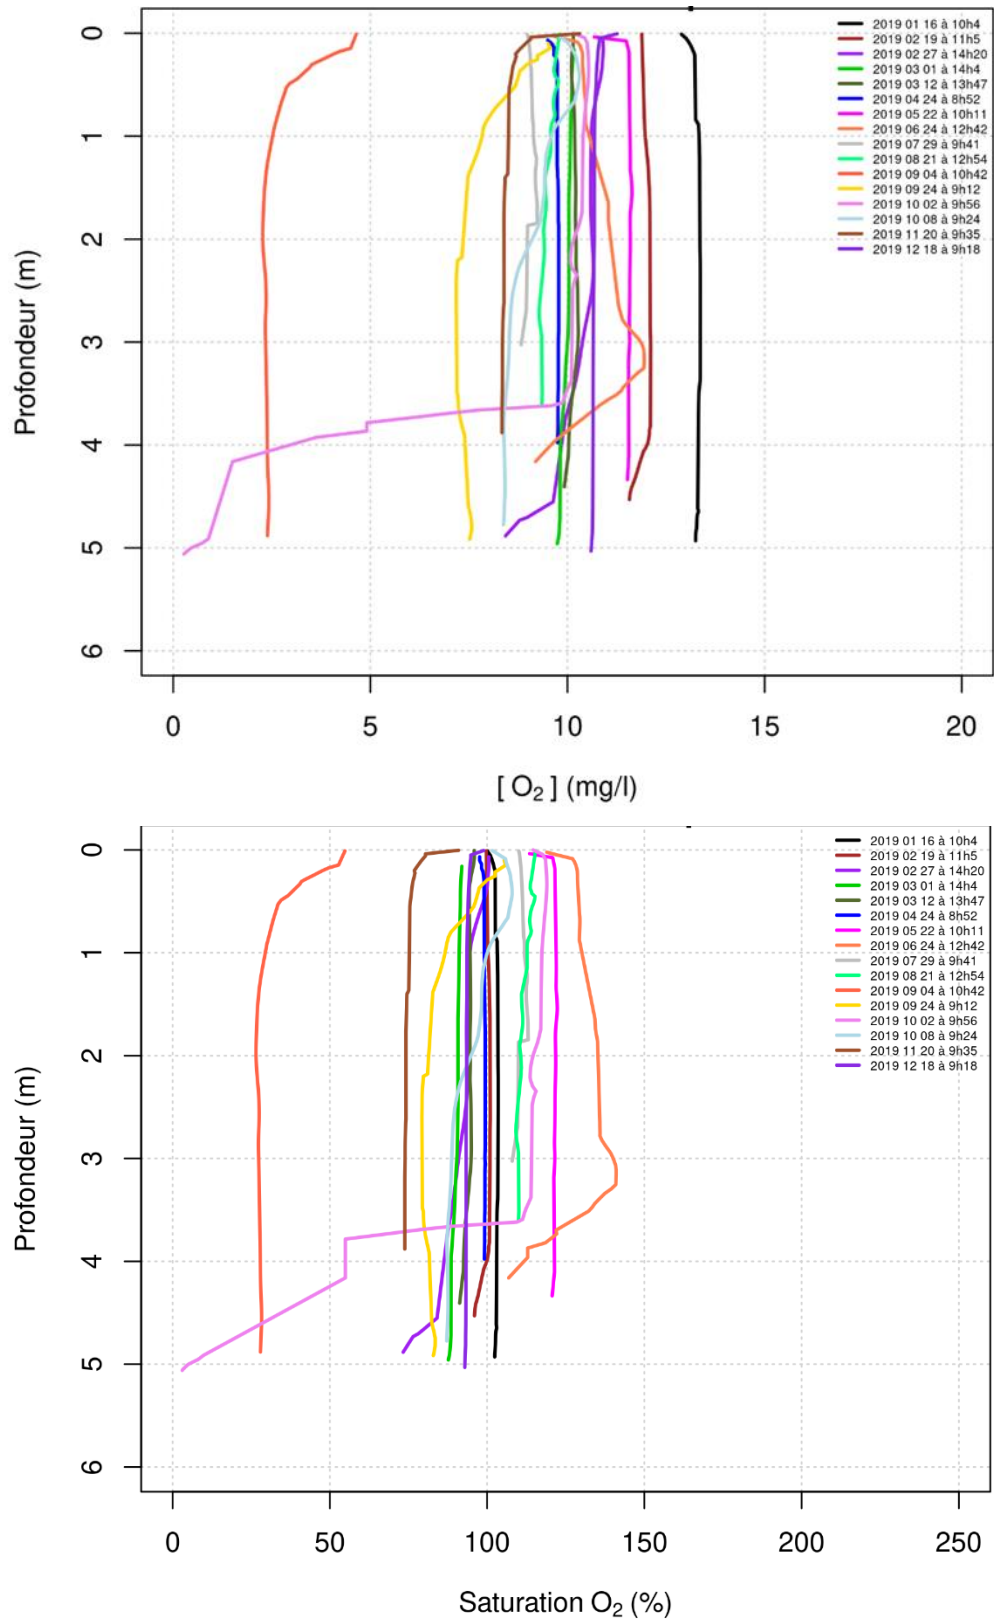 0
1
2
3
4
5
6
Profondeur (m)
2019 01 16 à 10h4
2019 02 19 à 11h5
2019 02 27 à 14h20
2019 03 01 à 14h4
2019 03 12 à 13h47
2019 04 24 à 8h52
2019 05 22 à 10h11
2019 06 24 à 12h42
2019 07 29 à 9h41
2019 08 21 à 12h54
2019 09 04 à 10h42
2019 09 24 à 9h12
2019 10 02 à 9h56
2019 10 08 à 9h24
2019 11 20 à 9h35
2019 12 18 à 9h18
0 5 10 15 20
[ O₂ ] (mg/l)
0
1
2
3
4
5
6
Profondeur (m)
2019 01 16 à 10h4
2019 02 19 à 11h5
2019 02 27 à 14h20
2019 03 01 à 14h4
2019 03 12 à 13h47
2019 04 24 à 8h52
2019 05 22 à 10h11
2019 06 24 à 12h42
2019 07 29 à 9h41
2019 08 21 à 12h54
2019 09 04 à 10h42
2019 09 24 à 9h12
2019 10 02 à 9h56
2019 10 08 à 9h24
2019 11 20 à 9h35
2019 12 18 à 9h18
0 50 100 150 200 250
Saturation O₂ (%)